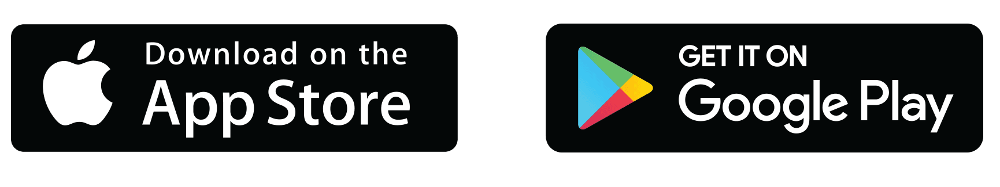 Download on the
App Store
GET IT ON
Google Play